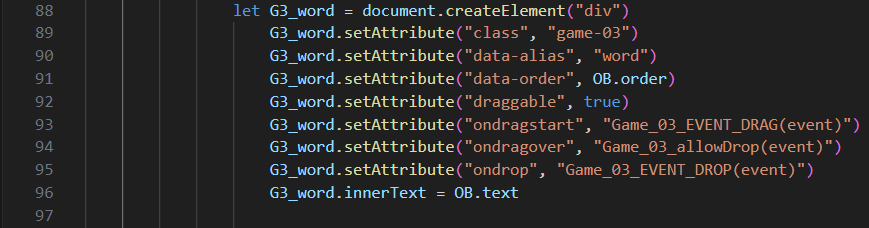 88 let G3_word = document.createElement("div")
89 G3_word.setAttribute("class", "game-03")
90 G3_word.setAttribute("data-alias", "word")
91 G3_word.setAttribute("data-order", OB.order)
92 G3_word.setAttribute("draggable", true)
93 G3_word.setAttribute("ondragstart", "Game_03_EVENT_DRAG(event)")
94 G3_word.setAttribute("ondragover", "Game_03_allowDrop(event)")
95 G3_word.setAttribute("ondrop", "Game_03_EVENT_DROP(event)")
96 G3_word.innerText = OB.text
97